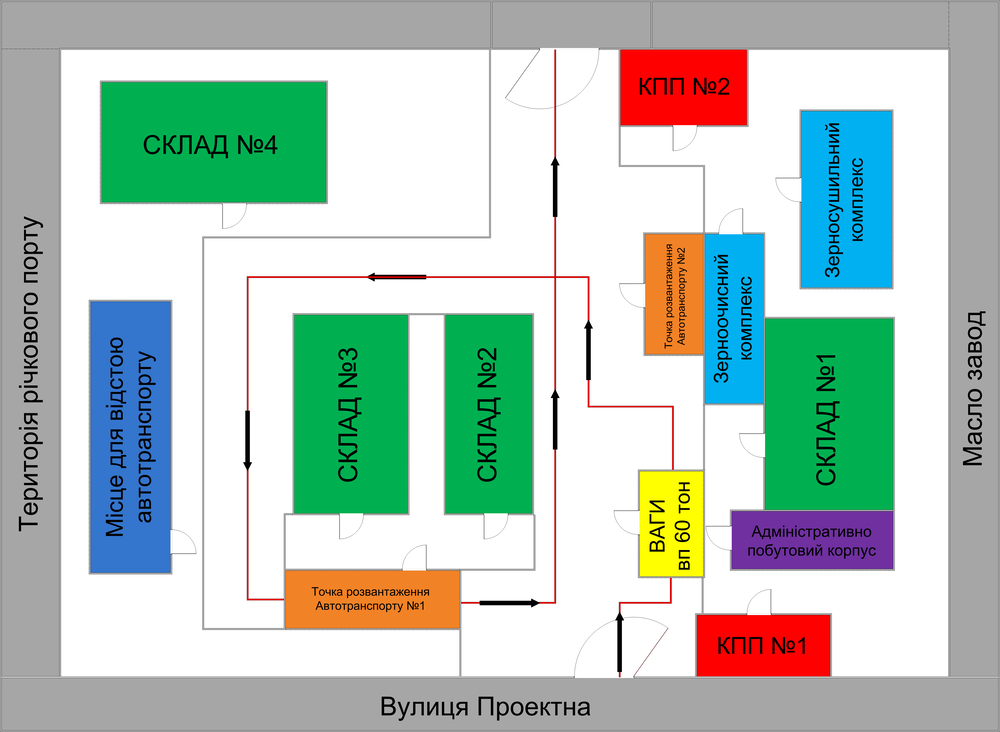 КПП №2
СКЛАД №4
Зерносушильний
комплекс
Територія річкового порту
Точка розвантаження
Автотранспорту №2
Зерноочисний
комплекс
Місце для відстою
автотранспорту
СКЛАД №3
СКЛАД №2
СКЛАД №1
Масло завод
ВАГИ
вп 60 тон
Адміністративно
побутовий корпус
Точка розвантаження
Автотранспорту №1
КПП №1
Вулиця Проектна